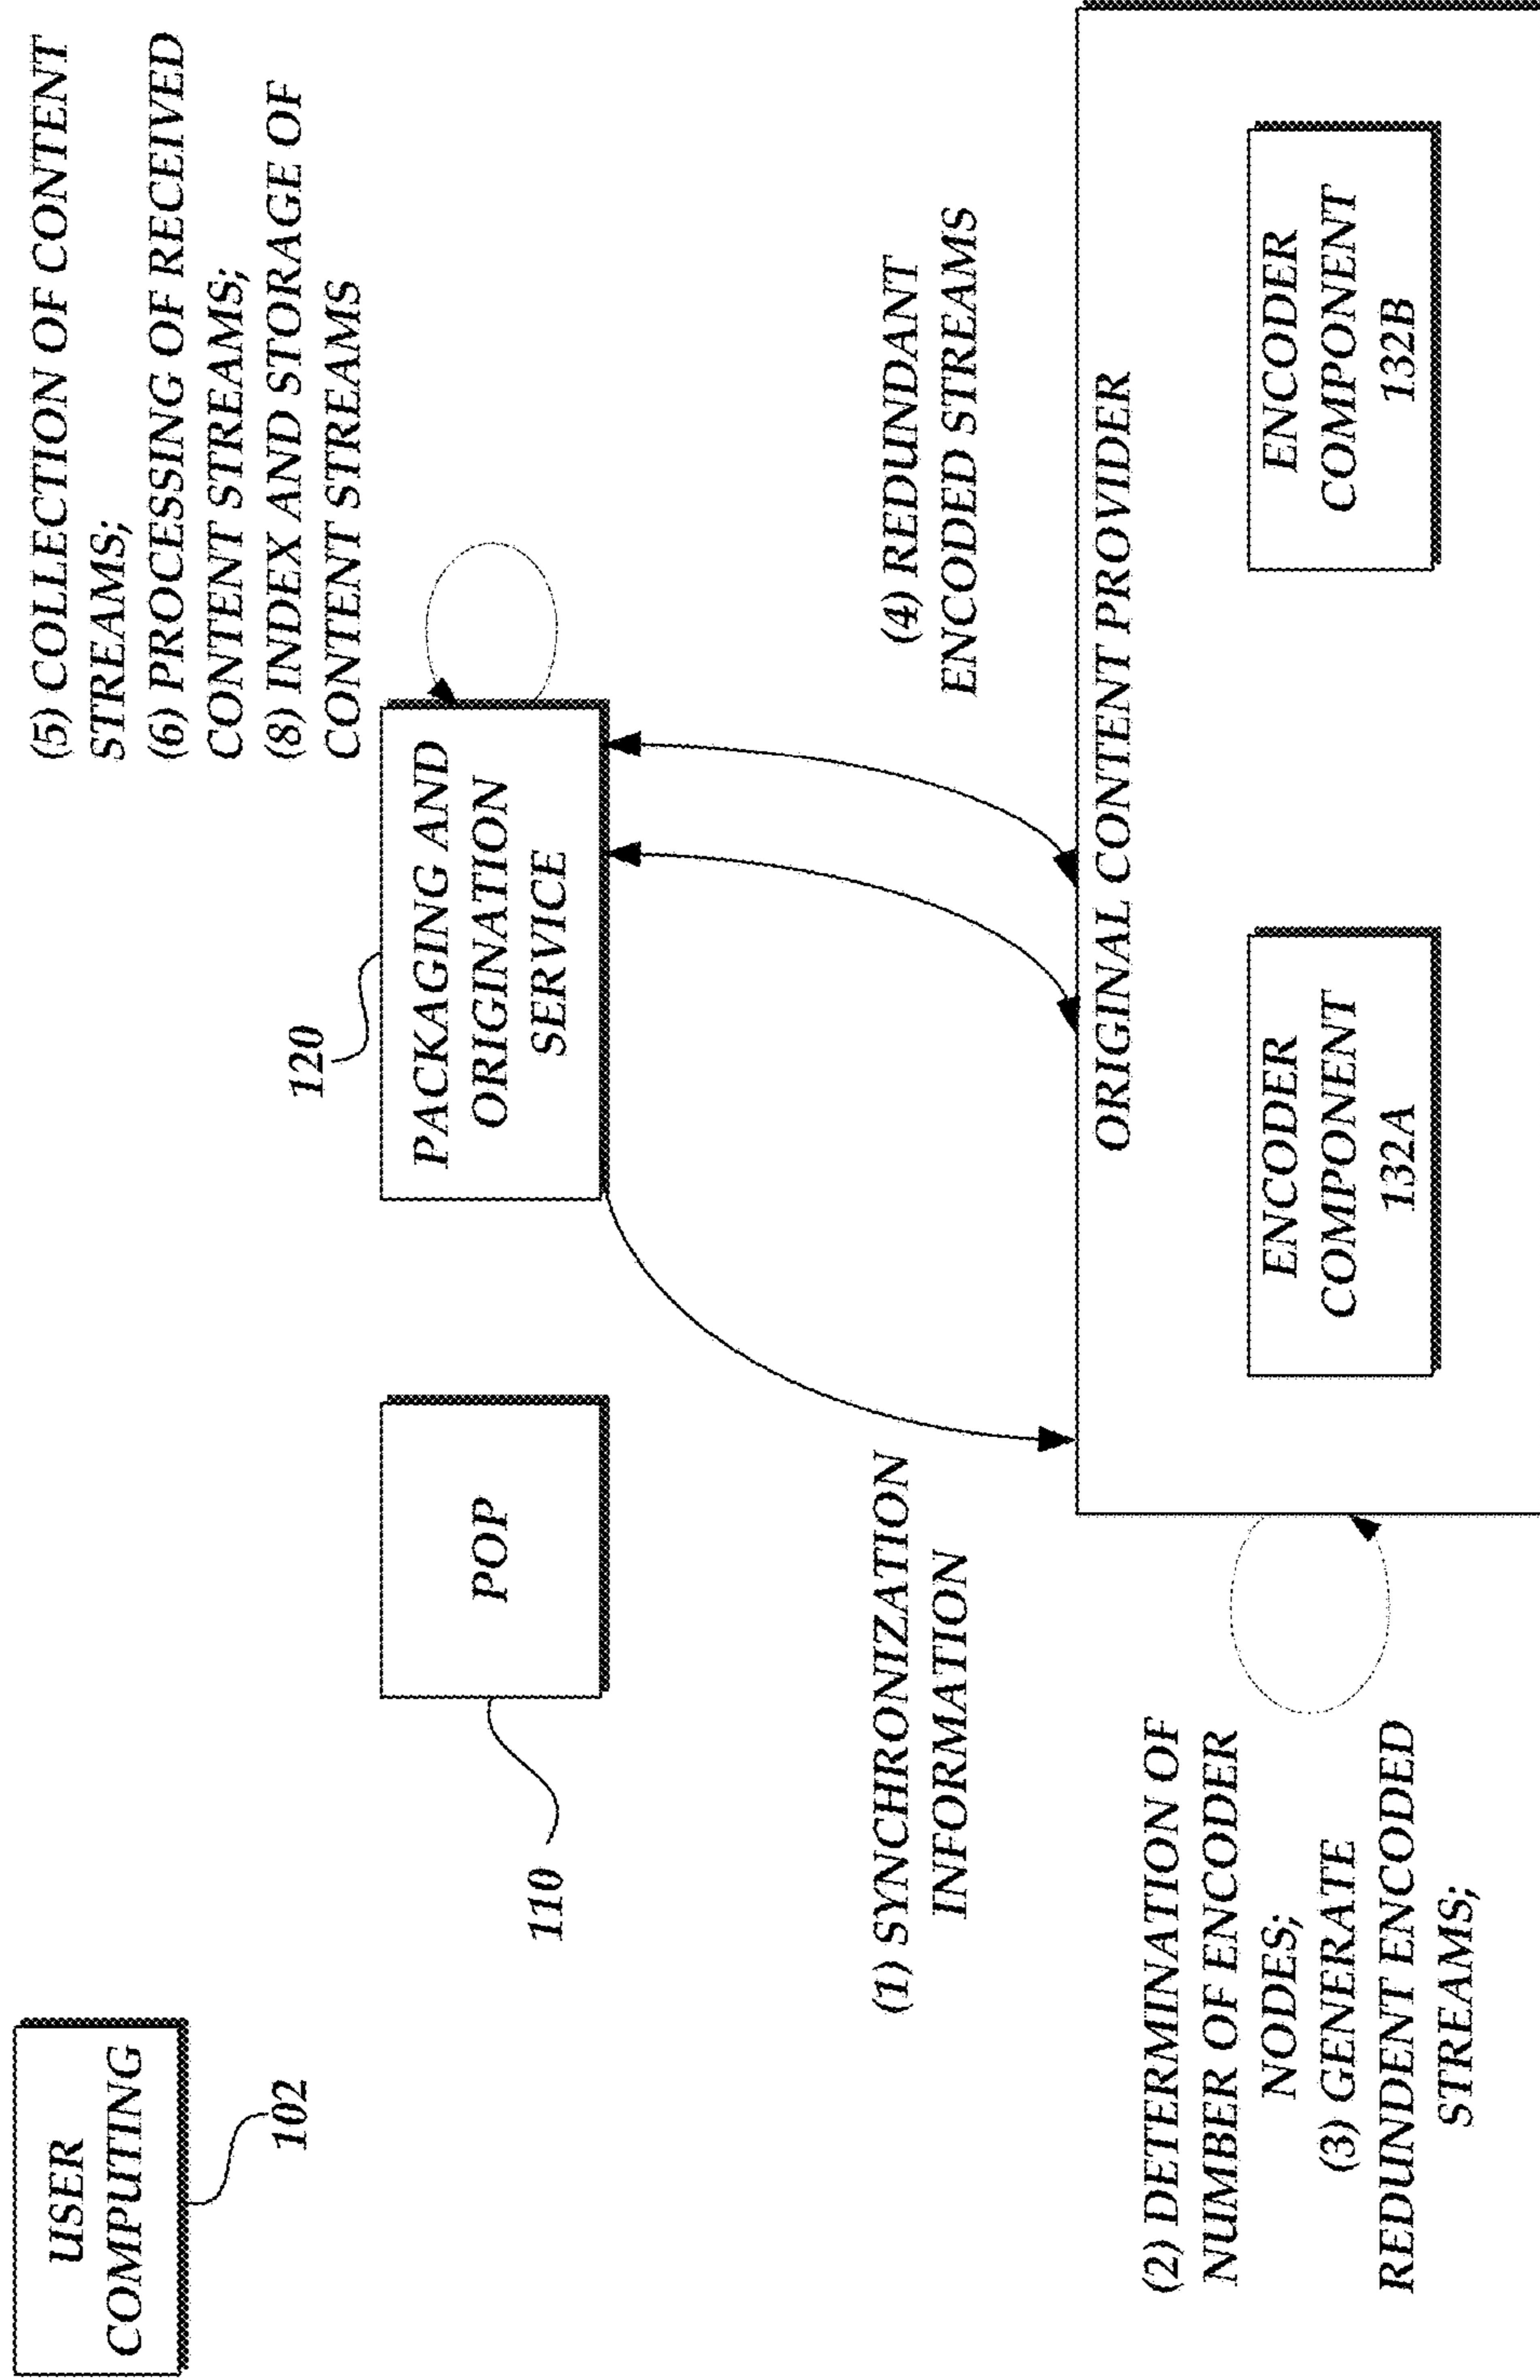 USER
COMPUTING
102
POP
110
120
PACKAGING AND
ORIGINATION
SERVICE
(5) COLLECTION OF CONTENT
STREAMS;
(6) PROCESSING OF RECEIVED
CONTENT STREAMS;
(8) INDEX AND STORAGE OF
CONTENT STREAMS
(1) SYNCHRONIZATION
INFORMATION
(4) REDUNDANT
ENCODED STREAMS
(2) DETERMINATION OF
NUMBER OF ENCODER
NODES;
(3) GENERATE
REDUNDENT ENCODED
STREAMS;
ORIGINAL CONTENT PROVIDER
ENCODER
COMPONENT
132A
ENCODER
COMPONENT
132B